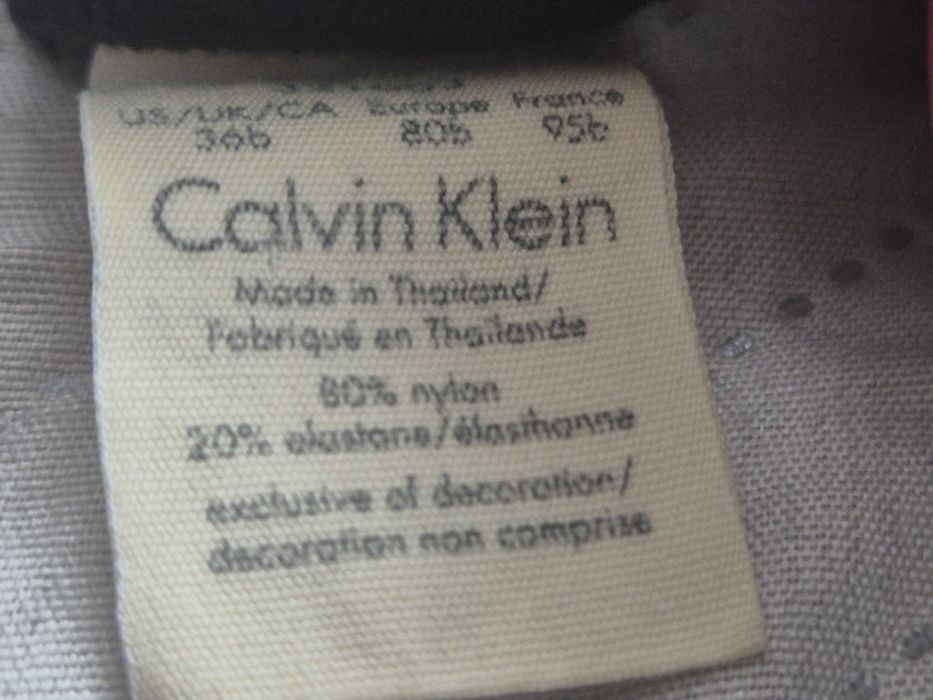 US/UK/CA Europe France
36b 80b 95b
Calvin Klein
Made in Thailand/
Fabriqué en Thaïlande
80% nylon
20% elastane/élasthanne
exclusive of decoration/
decoration non comprise